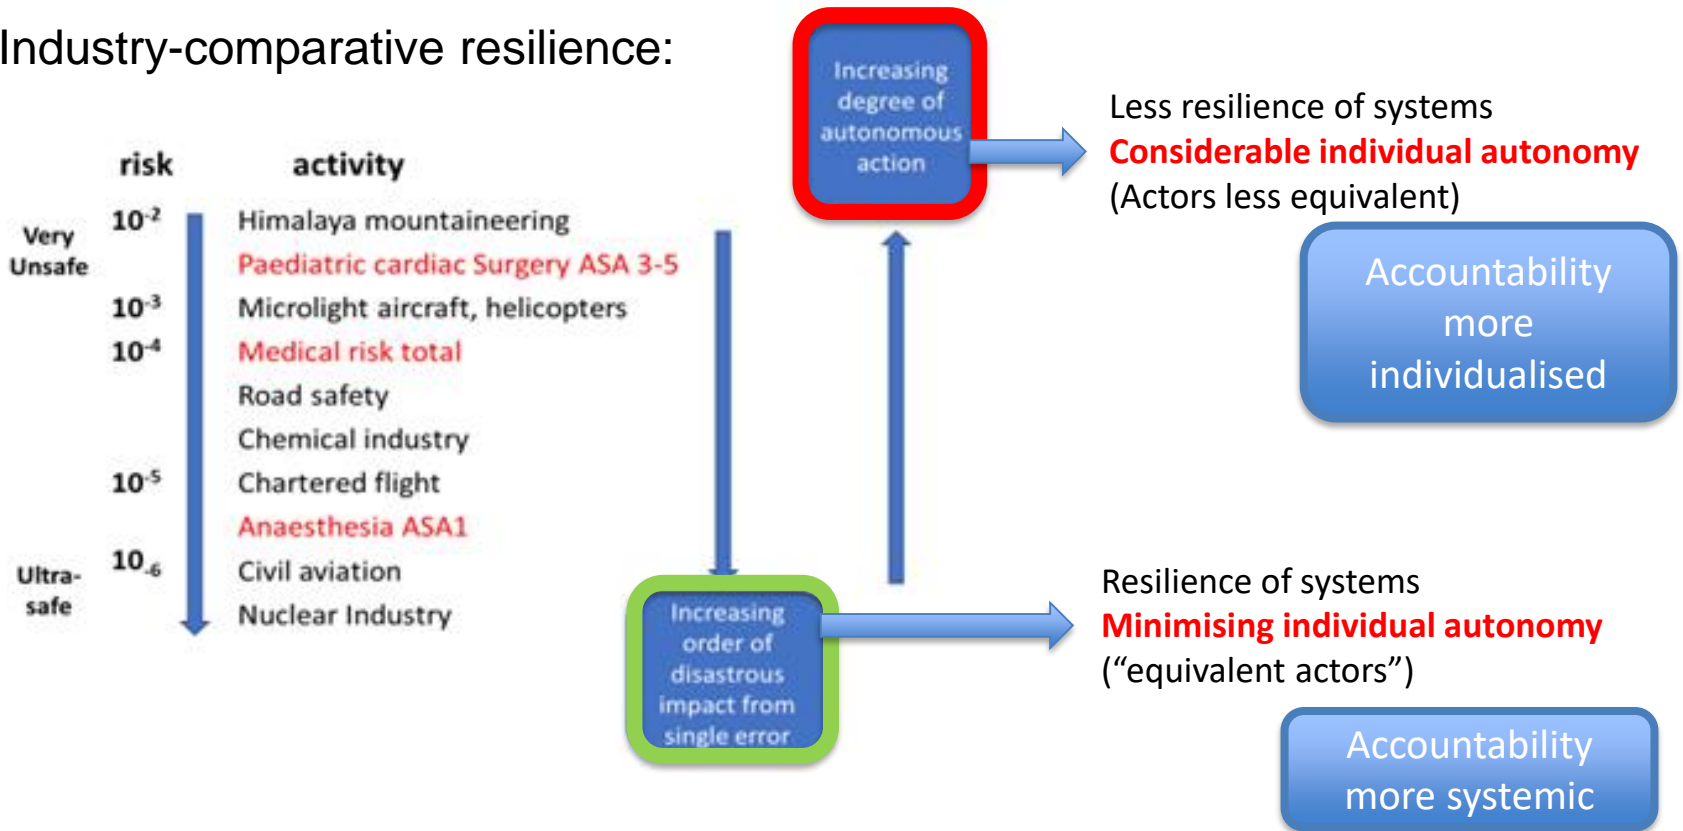 Industry-comparative resilience:
risk activity
Very
Unsafe
10⁻² Himalaya mountaineering
Paediatric cardiac Surgery ASA 3-5
10⁻³ Microlight aircraft, helicopters
10⁻⁴ Medical risk total
Road safety
Chemical industry
10⁻⁵ Chartered flight
Anaesthesia ASA1
Ultra-
safe
10₋₆ Civil aviation
Nuclear Industry
Increasing
degree of
autonomous
action
Less resilience of systems
Considerable individual autonomy
(Actors less equivalent)
Accountability
more
individualised
Increasing
order of
disastrous
impact from
single error
Resilience of systems
Minimising individual autonomy
(“equivalent actors”)
Accountability
more systemic